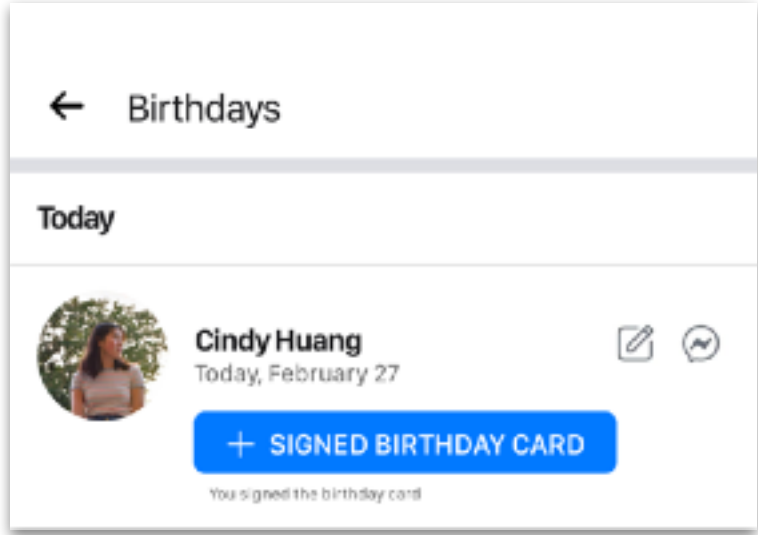 Birthdays
Today
Cindy Huang
Today, February 27
+ SIGNED BIRTHDAY CARD
You signed the birthday card